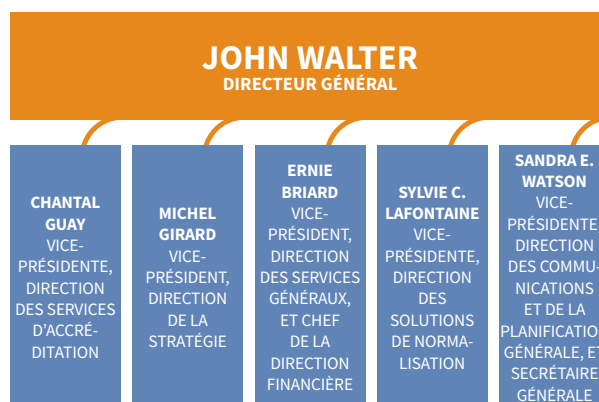 JOHN WALTER
DIRECTEUR GÉNÉRAL
CHANTAL
GUAY
VICE-
PRÉSIDENTE,
DIRECTION
DES SERVICES
D’ACCRÉ-
DITATION
MICHEL
GIRARD
VICE-
PRÉSIDENT,
DIRECTION
DE LA
STRATÉGIE
ERNIE
BRIARD
VICE-
PRÉSIDENT,
DIRECTION
DES SERVICES
GÉNÉRAUX,
ET CHEF
DE LA
DIRECTION
FINANCIÈRE
SYLVIE C.
LAFONTAINE
VICE-
PRÉSIDENTE,
DIRECTION
DES
SOLUTIONS
DE NORMA-
LISATION
SANDRA E.
WATSON
VICE-
PRÉSIDENTE,
DIRECTION
DES COMMU-
NICATIONS
ET DE LA
PLANIFICATIO
GÉNÉRALE, ET
SECRÉTAIRE
GÉNÉRALE